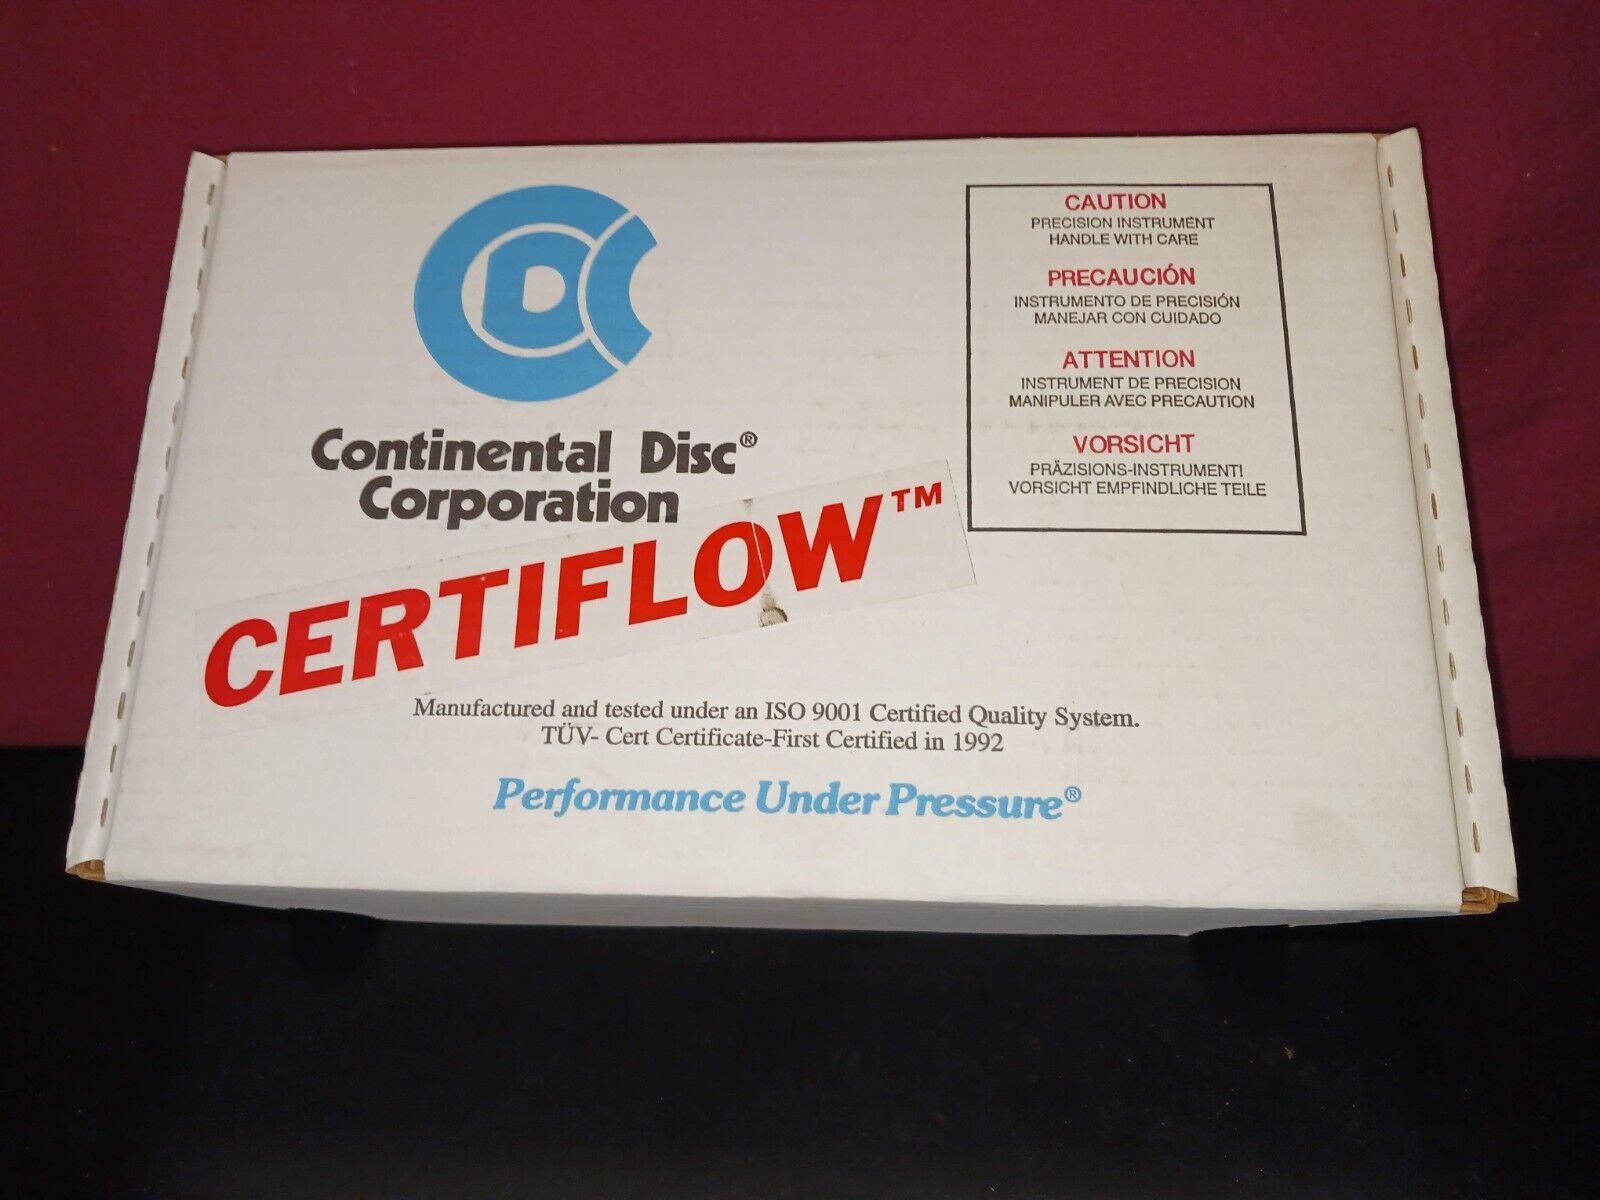 CDC
Continental Disc®
Corporation
CERTIFLOW™
Manufactured and tested under an ISO 9001 Certified Quality System.
TÜV- Cert Certificate-First Certified in 1992
Performance Under Pressure®
CAUTION
PRECISION INSTRUMENT
HANDLE WITH CARE
PRECAUCIÓN
INSTRUMENTO DE PRECISIÓN
MANEJAR CON CUIDADO
ATTENTION
INSTRUMENT DE PRECISION
MANIPULER AVEC PRECAUTION
VORSICHT
PRÄZISIONS-INSTRUMENT!
VORSICHT EMPFINDLICHE TEILE